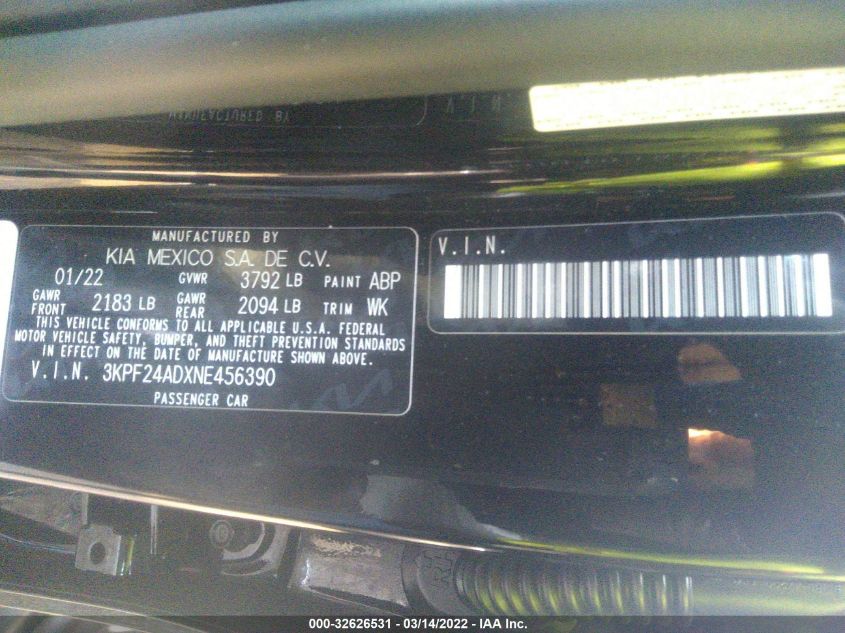 MANUFACTURED BY
V.I.N
MANUFACTURED BY
KIA MEXICO S.A. DE C.V.
01/22 GVWR 3792 LB PAINT ABP
GAWR FRONT 2183 LB GAWR REAR 2094 LB TRIM WK
THIS VEHICLE CONFORMS TO ALL APPLICABLE U.S.A. FEDERAL
MOTOR VEHICLE SAFETY, BUMPER, AND THEFT PREVENTION STANDARDS
IN EFFECT ON THE DATE OF MANUFACTURE SHOWN ABOVE.
V.I.N. 3KPF24ADXNE456390
PASSENGER CAR
V.I.N.
000-32626531 - 03/14/2022 - IAA Inc.